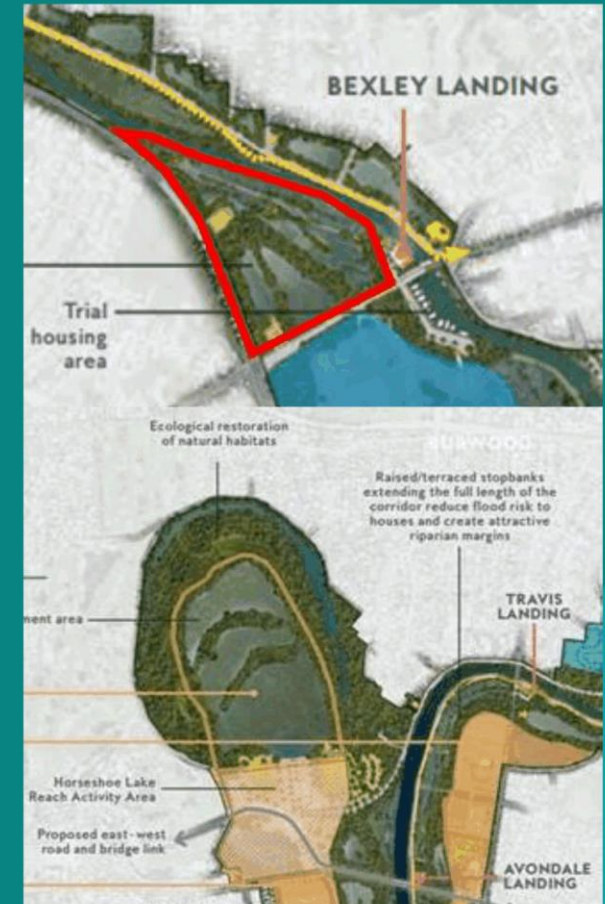 BEXLEY LANDING
Trial
housing
area
Ecological restoration
of natural habitats
BURWOOD
Raised/terraced stopbanks
extending the full length of the
corridor reduce flood risk to
houses and create attractive
riparian margins
TRAVIS
LANDING
ment area
Horseshoe Lake
Reach Activity Area
Proposed east-west
road and bridge link
AVONDALE
LANDING